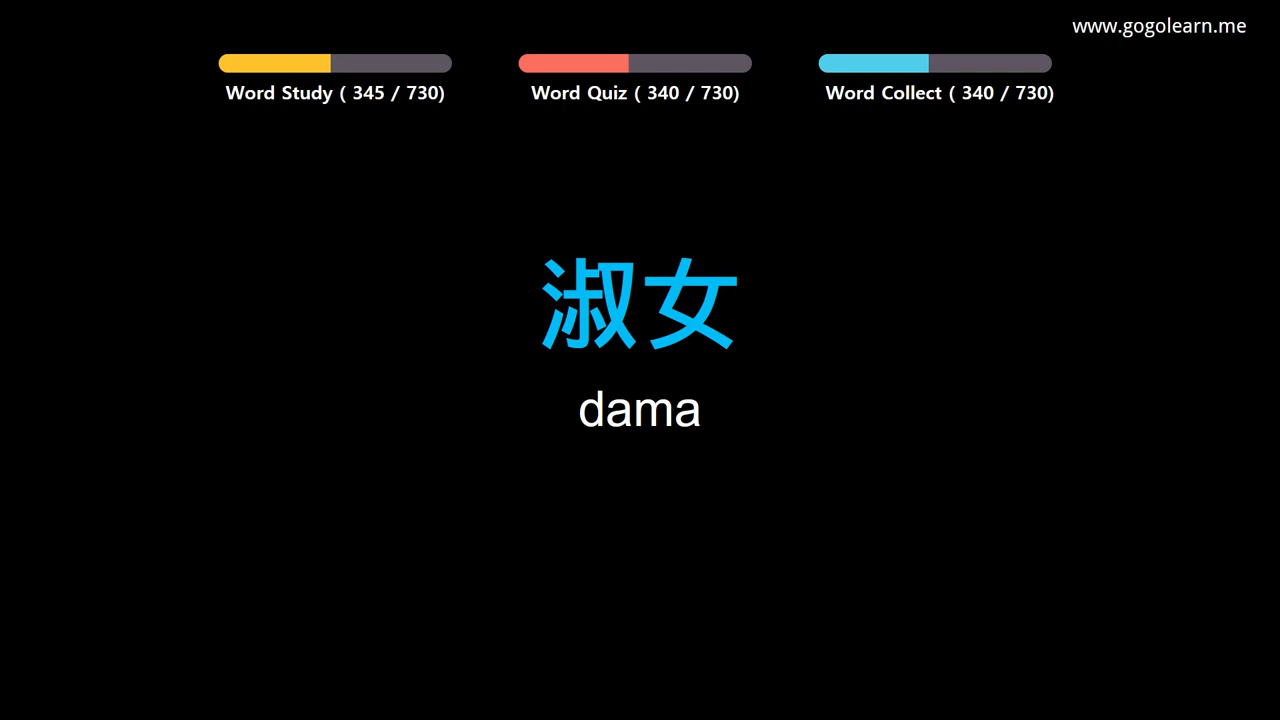 www.gogolearn.me
Word Study ( 345 / 730)
Word Quiz ( 340 / 730)
Word Collect ( 340 / 730)
淑女
dama